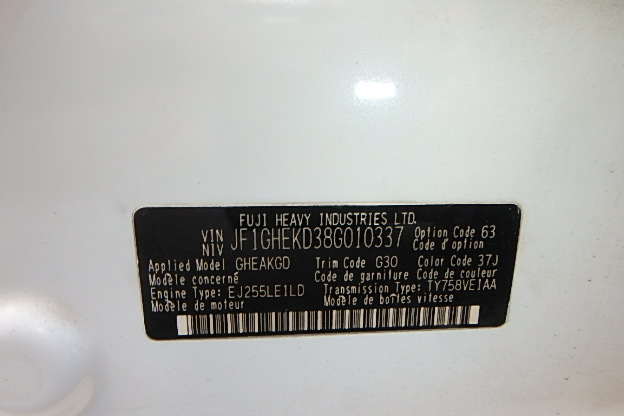 FUJI HEAVY INDUSTRIES LTD.
VIN NIV JF1GHEKD38G010337 Option Code 63
Code d'option
Applied Model GHEAKGD Trim Code G30 Color Code 37J
Modèle concerné Code de garniture Code de couleur
Engine Type: EJ255LE1LD Transmission Type: TY758VE1AA
Modèle de moteur Modèle de boîtes vitesse